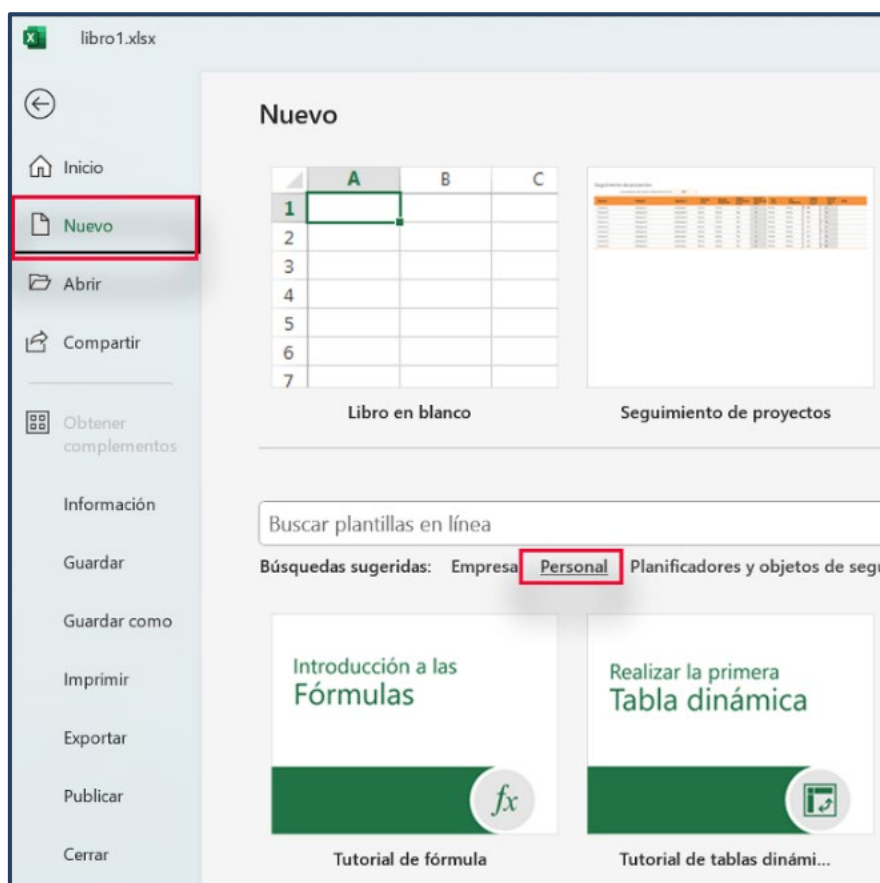 libro1.xlsx
Inicio
Nuevo
Abrir
Compartir
Obtener
complementos
Información
Guardar
Guardar como
Imprimir
Exportar
Publicar
Cerrar
Nuevo
A B C
1
2
3
4
5
6
7
Libro en blanco
Seguimiento de proyectos
Buscar plantillas en línea
Búsquedas sugeridas: Empresa Personal Planificadores y objetos de segu
Introducción a las
Fórmulas
fx
Tutorial de fórmula
Realizar la primera
Tabla dinámica
Tutorial de tablas dinámi...